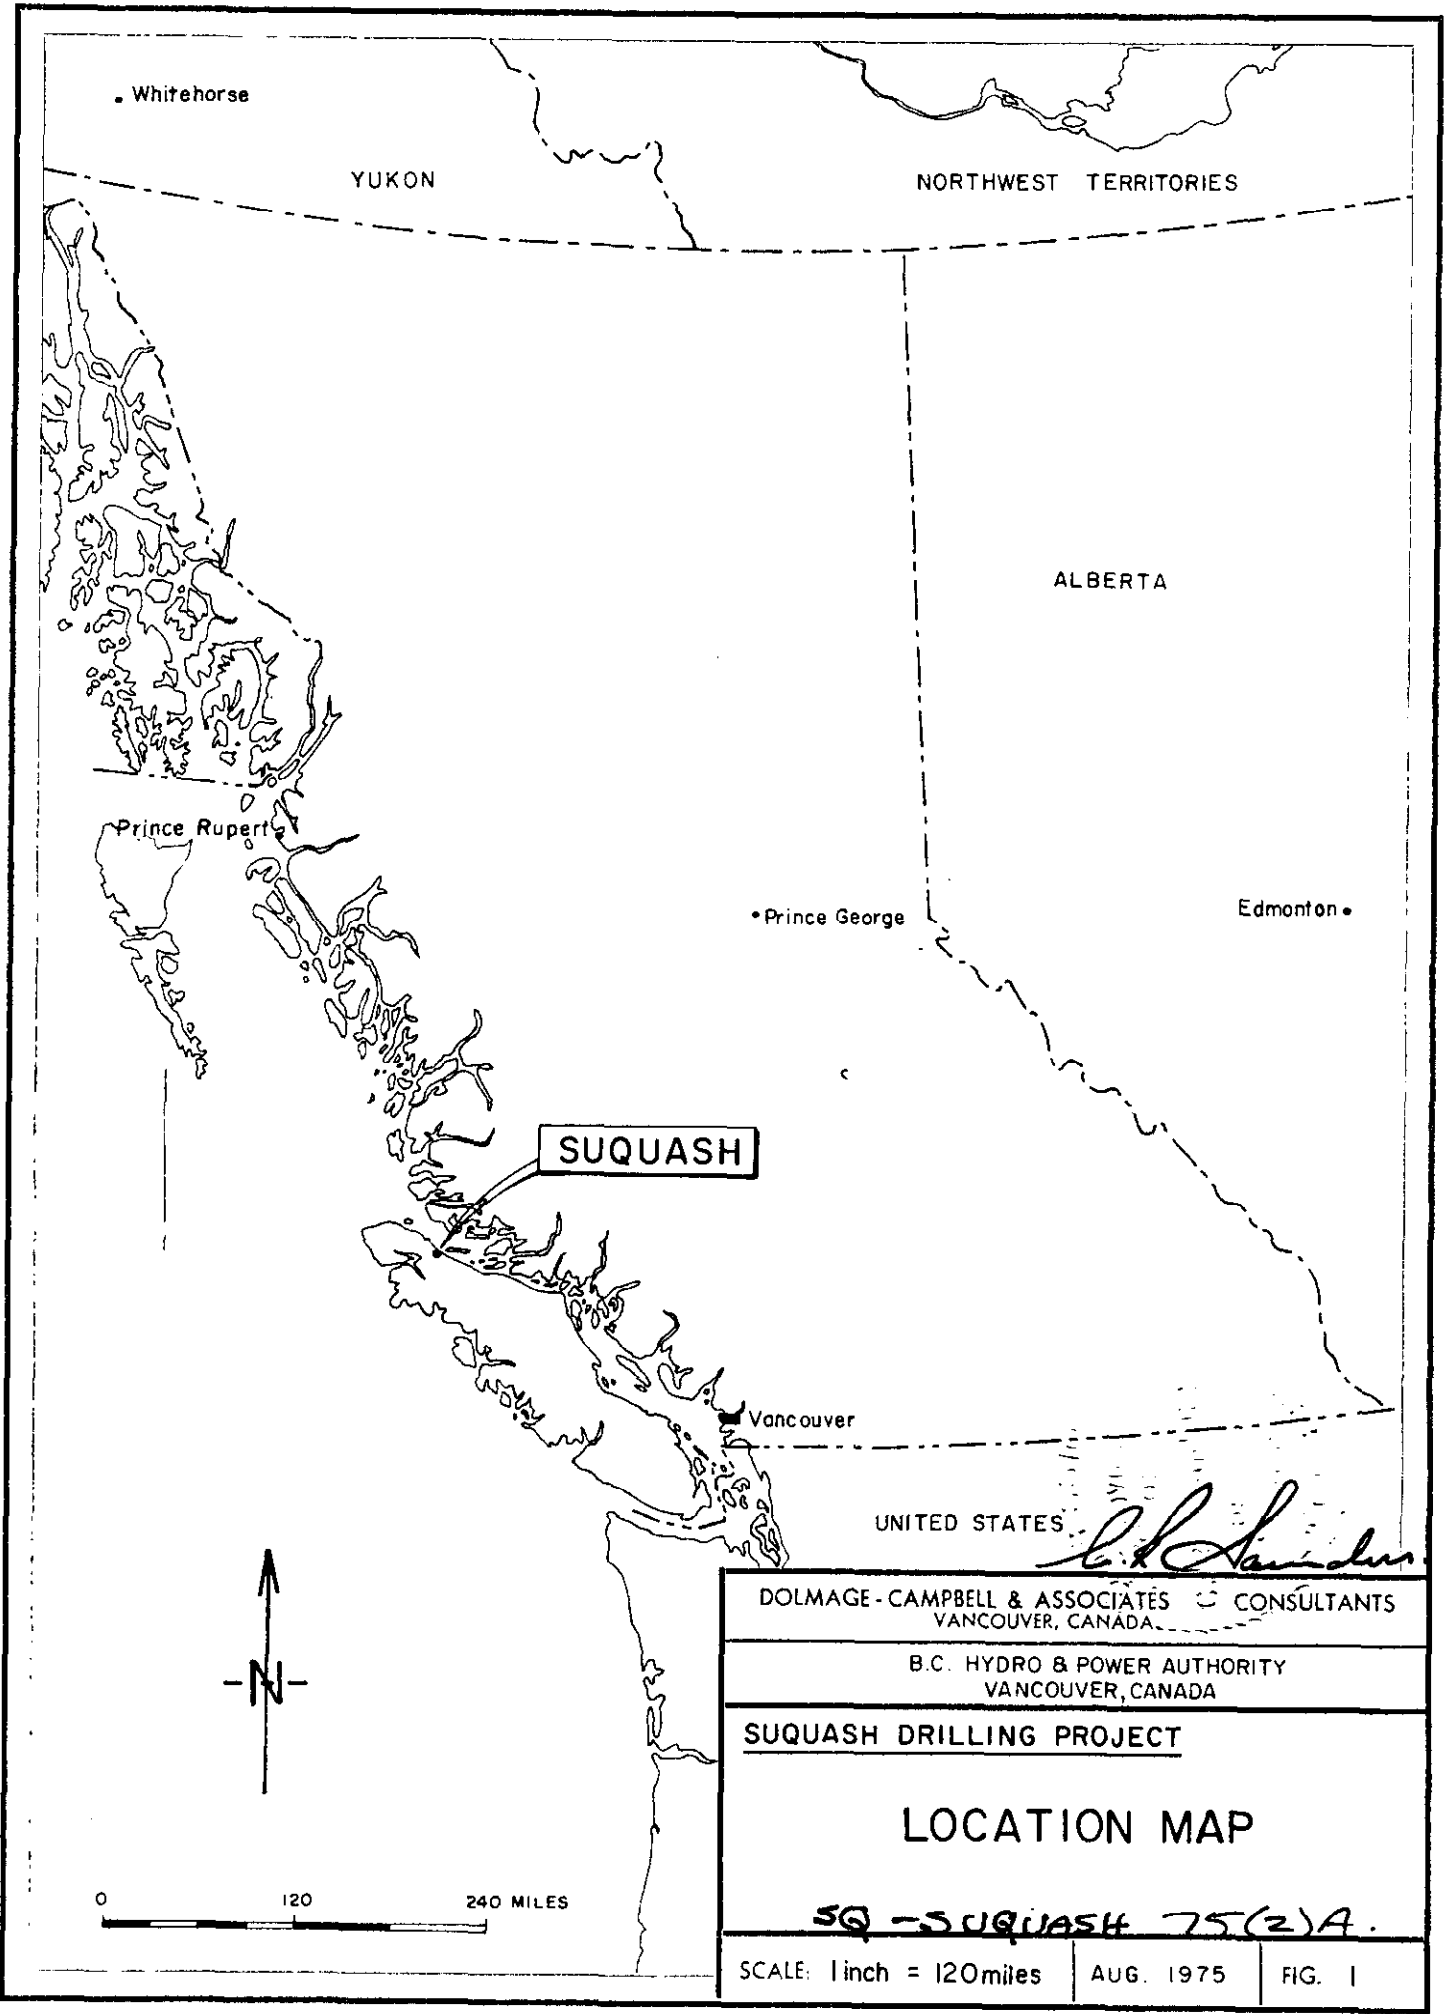 Whitehorse
YUKON
NORTHWEST TERRITORIES
ALBERTA
Prince Rupert
Prince George
Edmonton
SUQUASH
Vancouver
UNITED STATES
C.R. Saunders.
DOLMAGE-CAMPBELL & ASSOCIATES CONSULTANTS
VANCOUVER, CANADA
B.C. HYDRO & POWER AUTHORITY
VANCOUVER, CANADA
SUQUASH DRILLING PROJECT
-N-
LOCATION MAP
0 120 240 MILES
SQ-SUQUASH 75(2)A.
SCALE: 1 inch = 120 miles
AUG. 1975
FIG. 1